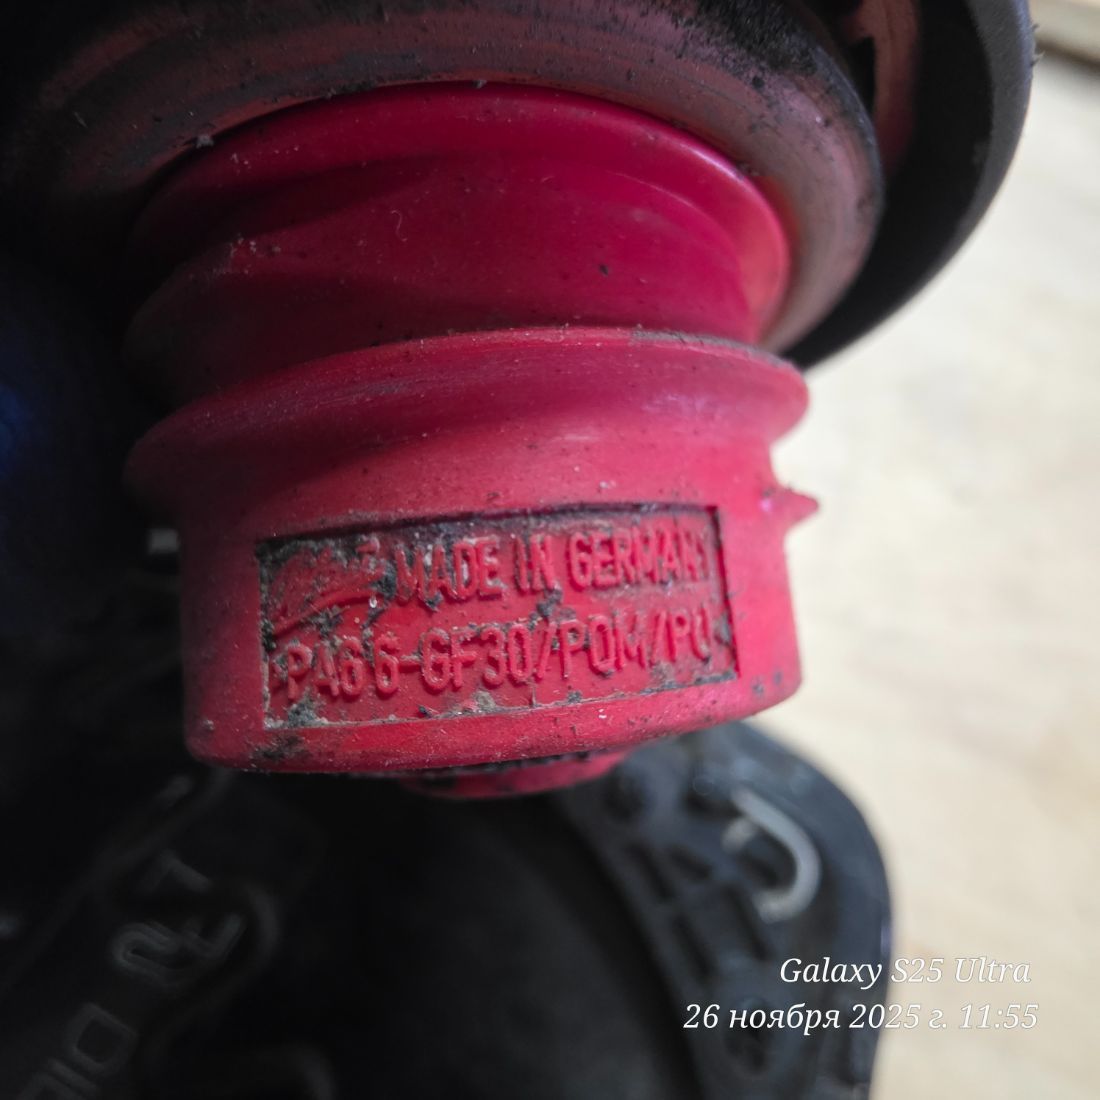 MADE IN GERMANY
PA66-GF30/POM/PU
Galaxy S25 Ultra
26 ноября 2025 г. 11:55